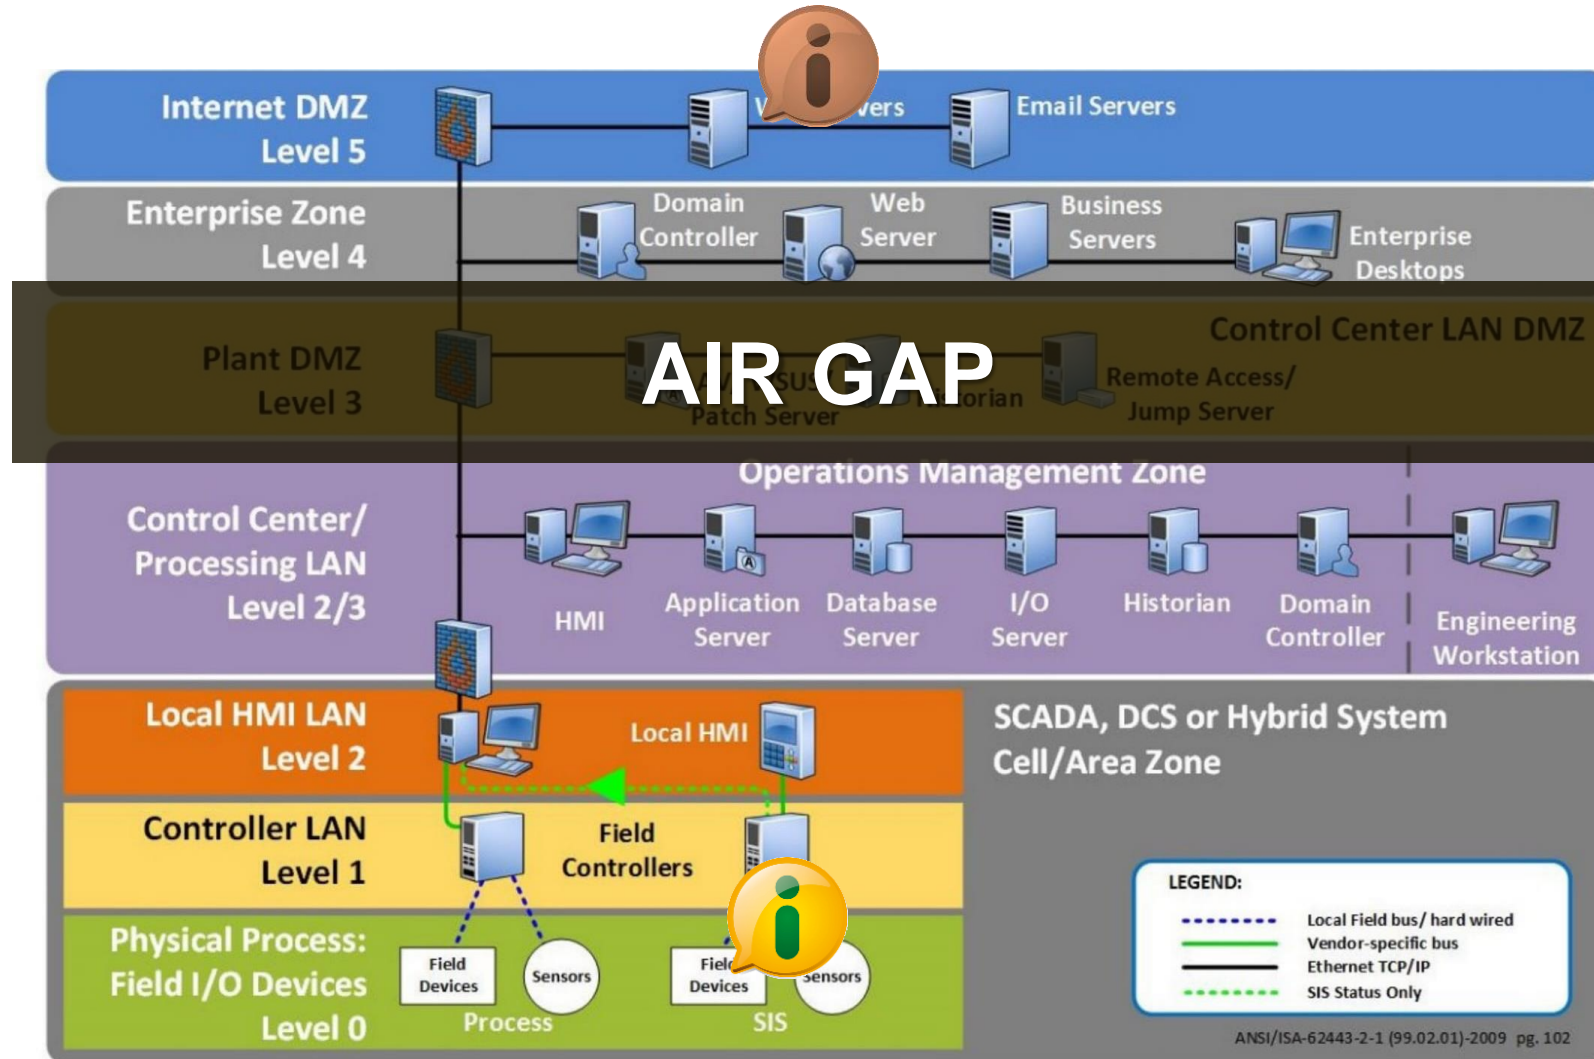 Internet DMZ
Level 5
Email Servers
Enterprise Zone
Level 4
Domain
Controller
Web
Server
Business
Servers
Enterprise
Desktops
Control Center LAN DMZ
Plant DMZ
Level 3
AIR GAP
Patch Server
Remote Access/
Jump Server
Operations Management Zone
Control Center/
Processing LAN
Level 2/3
HMI
Application
Server
Database
Server
I/O
Server
Historian
Domain
Controller
Engineering
Workstation
Local HMI LAN
Level 2
Local HMI
SCADA, DCS or Hybrid System
Cell/Area Zone
Controller LAN
Level 1
Field
Controllers
Physical Process:
Field I/O Devices
Level 0
Field
Devices
Sensors
Process
Devices
SIS
LEGEND:
Local Field bus/ hard wired
Vendor-specific bus
Ethernet TCP/IP
SIS Status Only
ANSI/ISA-62443-2-1 (99.02.01)-2009 pg. 102